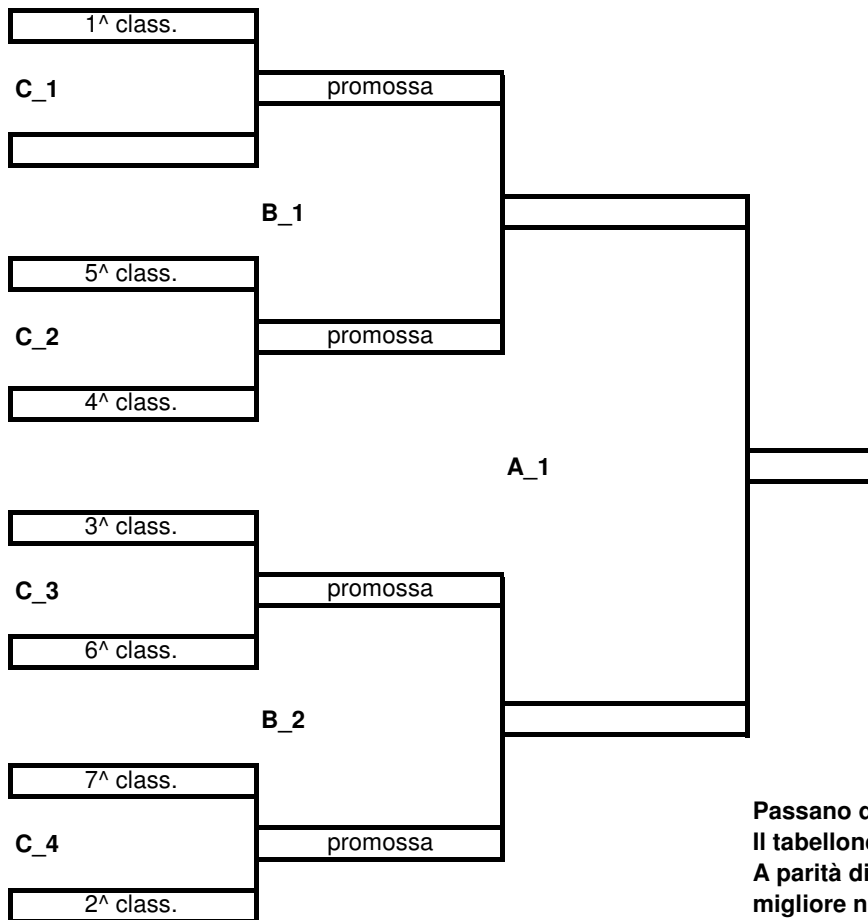 1^ class.
C_1
promossa
B_1
5^ class.
C_2
promossa
4^ class.
A_1
3^ class.
C_3
promossa
6^ class.
B_2
7^ class.
C_4
promossa
2^ class.
Passano
Il tabellone
A parità di
migliore